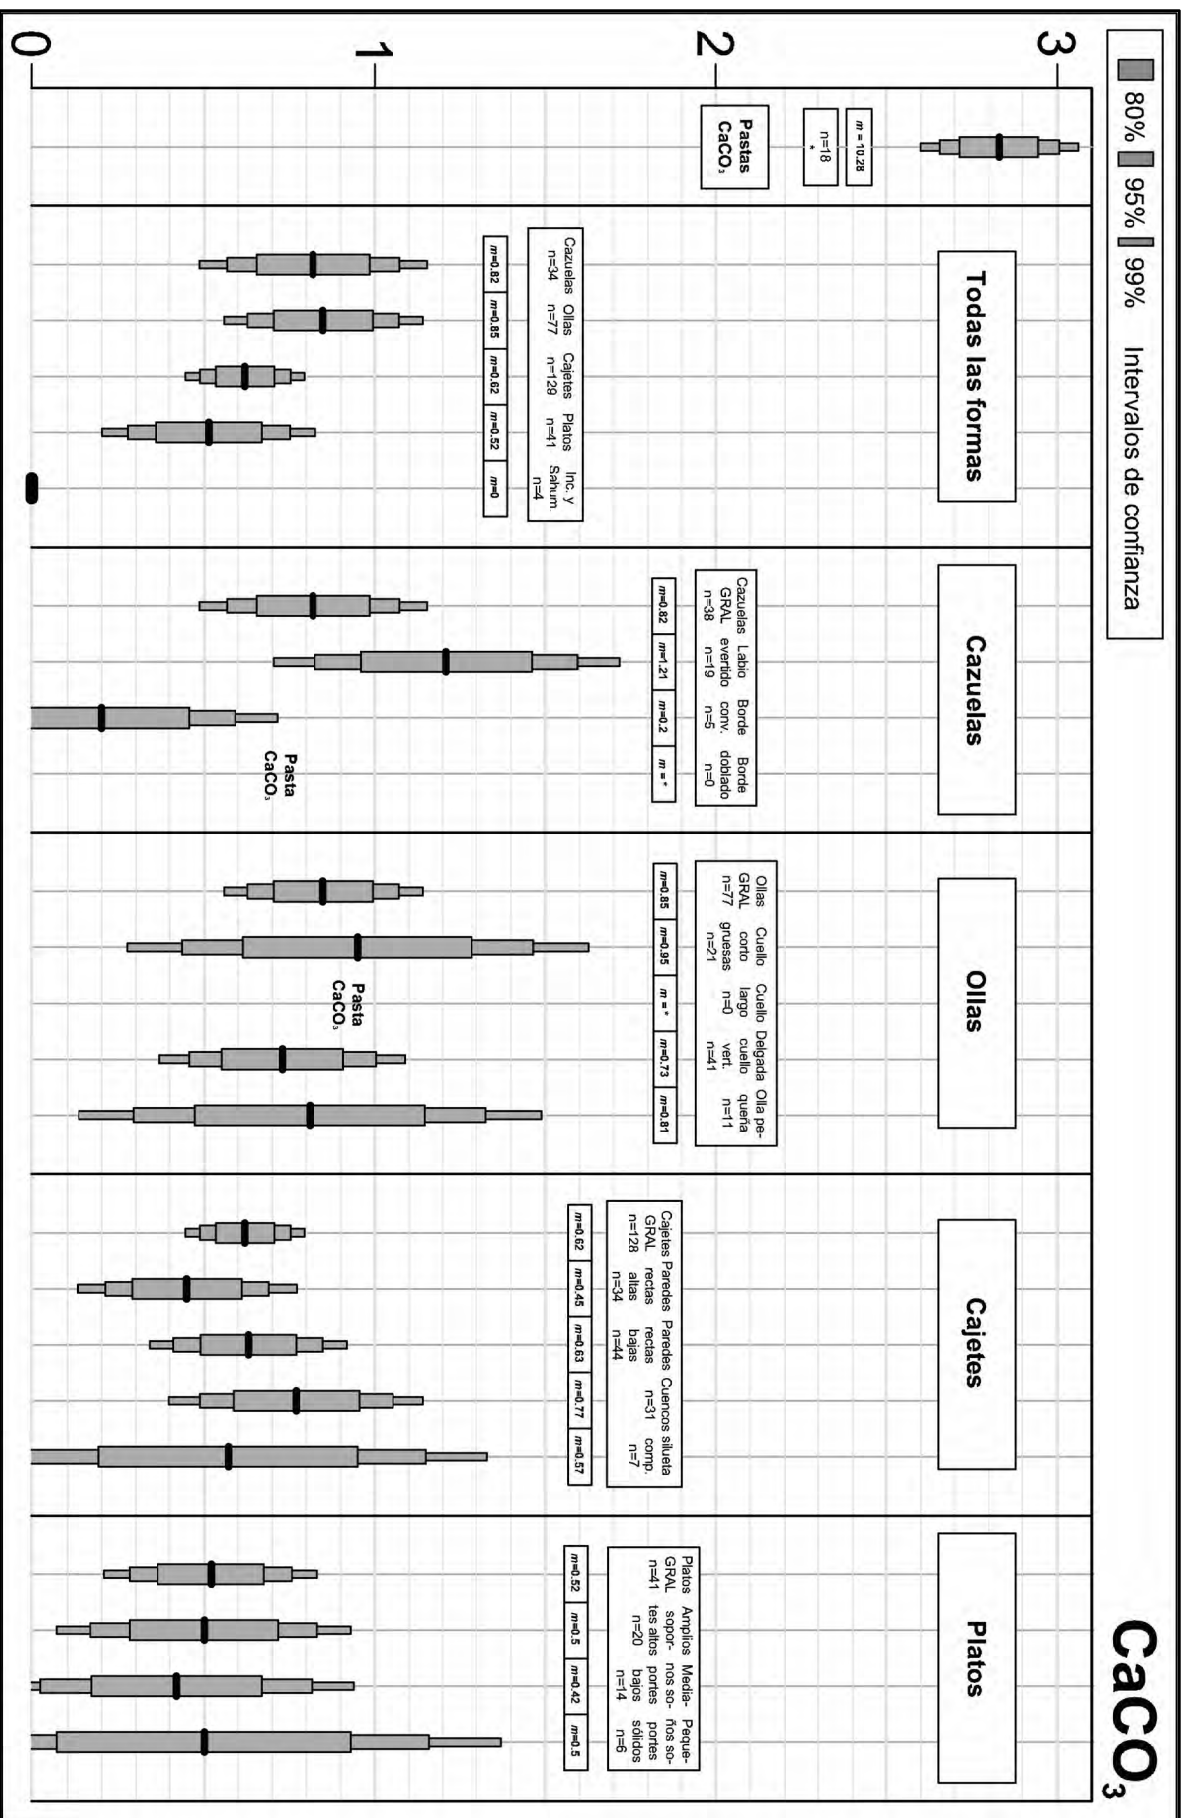 CaCO₃
80% 95% 99% Intervalos de confianza
3
2
1
0
m = 10.28
n=18
*
Pastas
CaCO₃
Todas las formas
Cazuelas Ollas Cajetes Platos Inc. y
Sahum.
n=34 n=77 n=129 n=41 n=4
m=0.82 m=0.85 m=0.62 m=0.52 m=0
Cazuelas
Cazuelas Labio Borde Borde
GRAL evertido conv. doblado
n=38 n=19 n=5 n=0
m=0.82 m=1.21 m=0.2 m = *
Pasta
CaCO₃
Ollas
Ollas Cuello Cuello Delgada Olla pe-
GRAL corto largo cuello queña
n=77 gruesas n=0 vert. n=11
n=21 n=41
m=0.85 m=0.95 m = * m=0.73 m=0.81
Pasta
CaCO₃
Cajetes
Cajetes Paredes Paredes Cuencos silueta
GRAL rectas rectas n=31 comp.
n=128 altas bajas n=7
n=34 n=44
m=0.62 m=0.45 m=0.63 m=0.77 m=0.57
Platos
Platos Amplios Media- Peque-
GRAL sopor- nos so- ños so-
n=41 tes altos portes portes
n=20 bajos sólidos
n=14 n=6
m=0.52 m=0.5 m=0.42 m=0.5